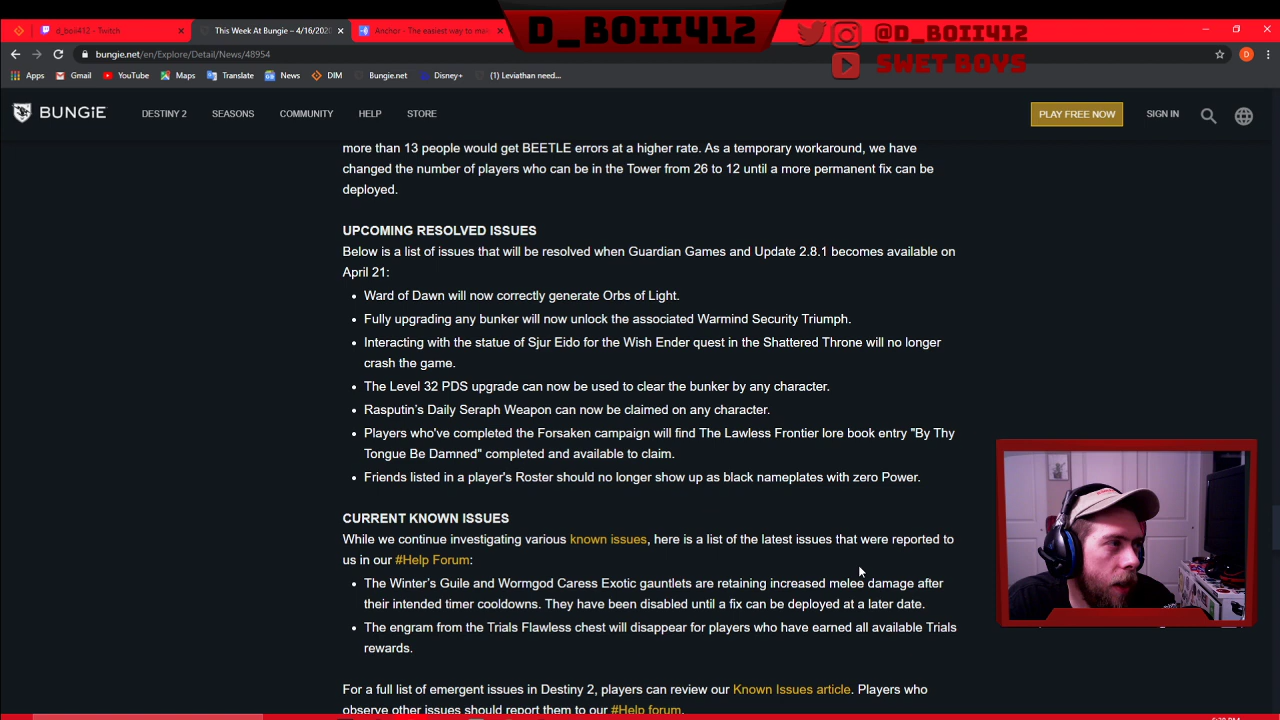 D_BOII412
@D_BOII412
SWET BOYS
d_boii412 - Twitch
This Week At Bungie – 4/16/2020
Anchor - The easiest way to mak
bungie.net/en/Explore/Detail/News/48954
D
Apps Gmail YouTube Maps Translate News DIM Bungie.net Disney+ (1) Leviathan need...
BUNGiE DESTINY 2 SEASONS COMMUNITY HELP STORE PLAY FREE NOW SIGN IN
more than 13 people would get BEETLE errors at a higher rate. As a temporary workaround, we have
changed the number of players who can be in the Tower from 26 to 12 until a more permanent fix can be
deployed.
UPCOMING RESOLVED ISSUES
Below is a list of issues that will be resolved when Guardian Games and Update 2.8.1 becomes available on
April 21:
• Ward of Dawn will now correctly generate Orbs of Light.
• Fully upgrading any bunker will now unlock the associated Warmind Security Triumph.
• Interacting with the statue of Sjur Eido for the Wish Ender quest in the Shattered Throne will no longer
crash the game.
• The Level 32 PDS upgrade can now be used to clear the bunker by any character.
• Rasputin's Daily Seraph Weapon can now be claimed on any character.
• Players who've completed the Forsaken campaign will find The Lawless Frontier lore book entry "By Thy
Tongue Be Damned" completed and available to claim.
• Friends listed in a player's Roster should no longer show up as black nameplates with zero Power.
CURRENT KNOWN ISSUES
While we continue investigating various known issues, here is a list of the latest issues that were reported to
us in our #Help Forum:
• The Winter's Guile and Wormgod Caress Exotic gauntlets are retaining increased melee damage after
their intended timer cooldowns. They have been disabled until a fix can be deployed at a later date.
• The engram from the Trials Flawless chest will disappear for players who have earned all available Trials
rewards.
For a full list of emergent issues in Destiny 2, players can review our Known Issues article. Players who
observe other issues should report them to our #Help forum.